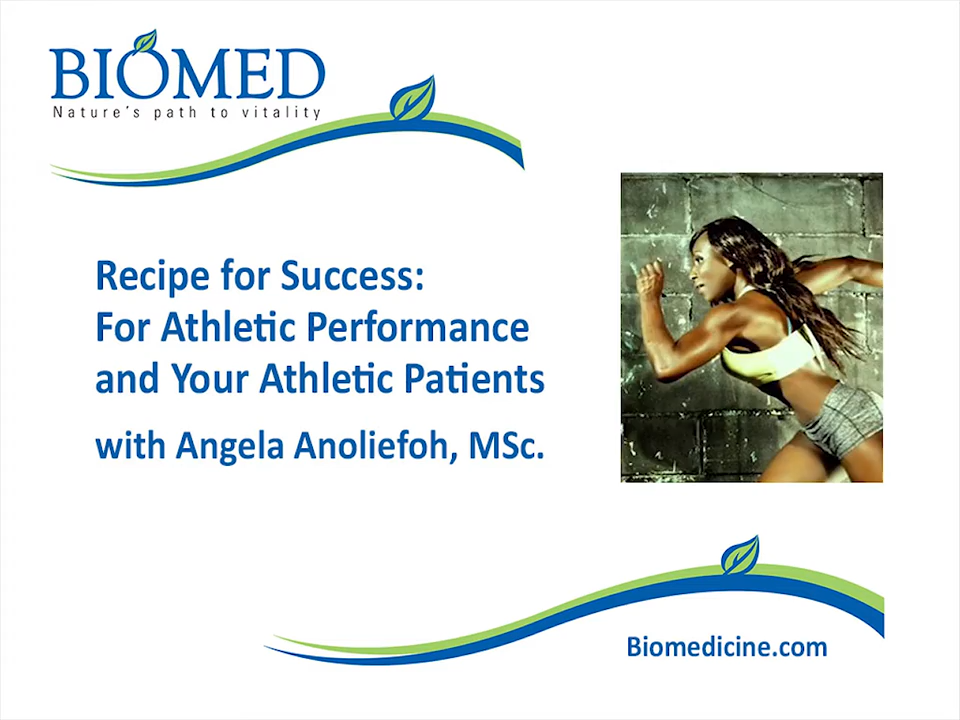 BIOMED
Nature's path to vitality
Recipe for Success:
For Athletic Performance
and Your Athletic Patients
with Angela Anoliefoh, MSc.
Biomedicine.com